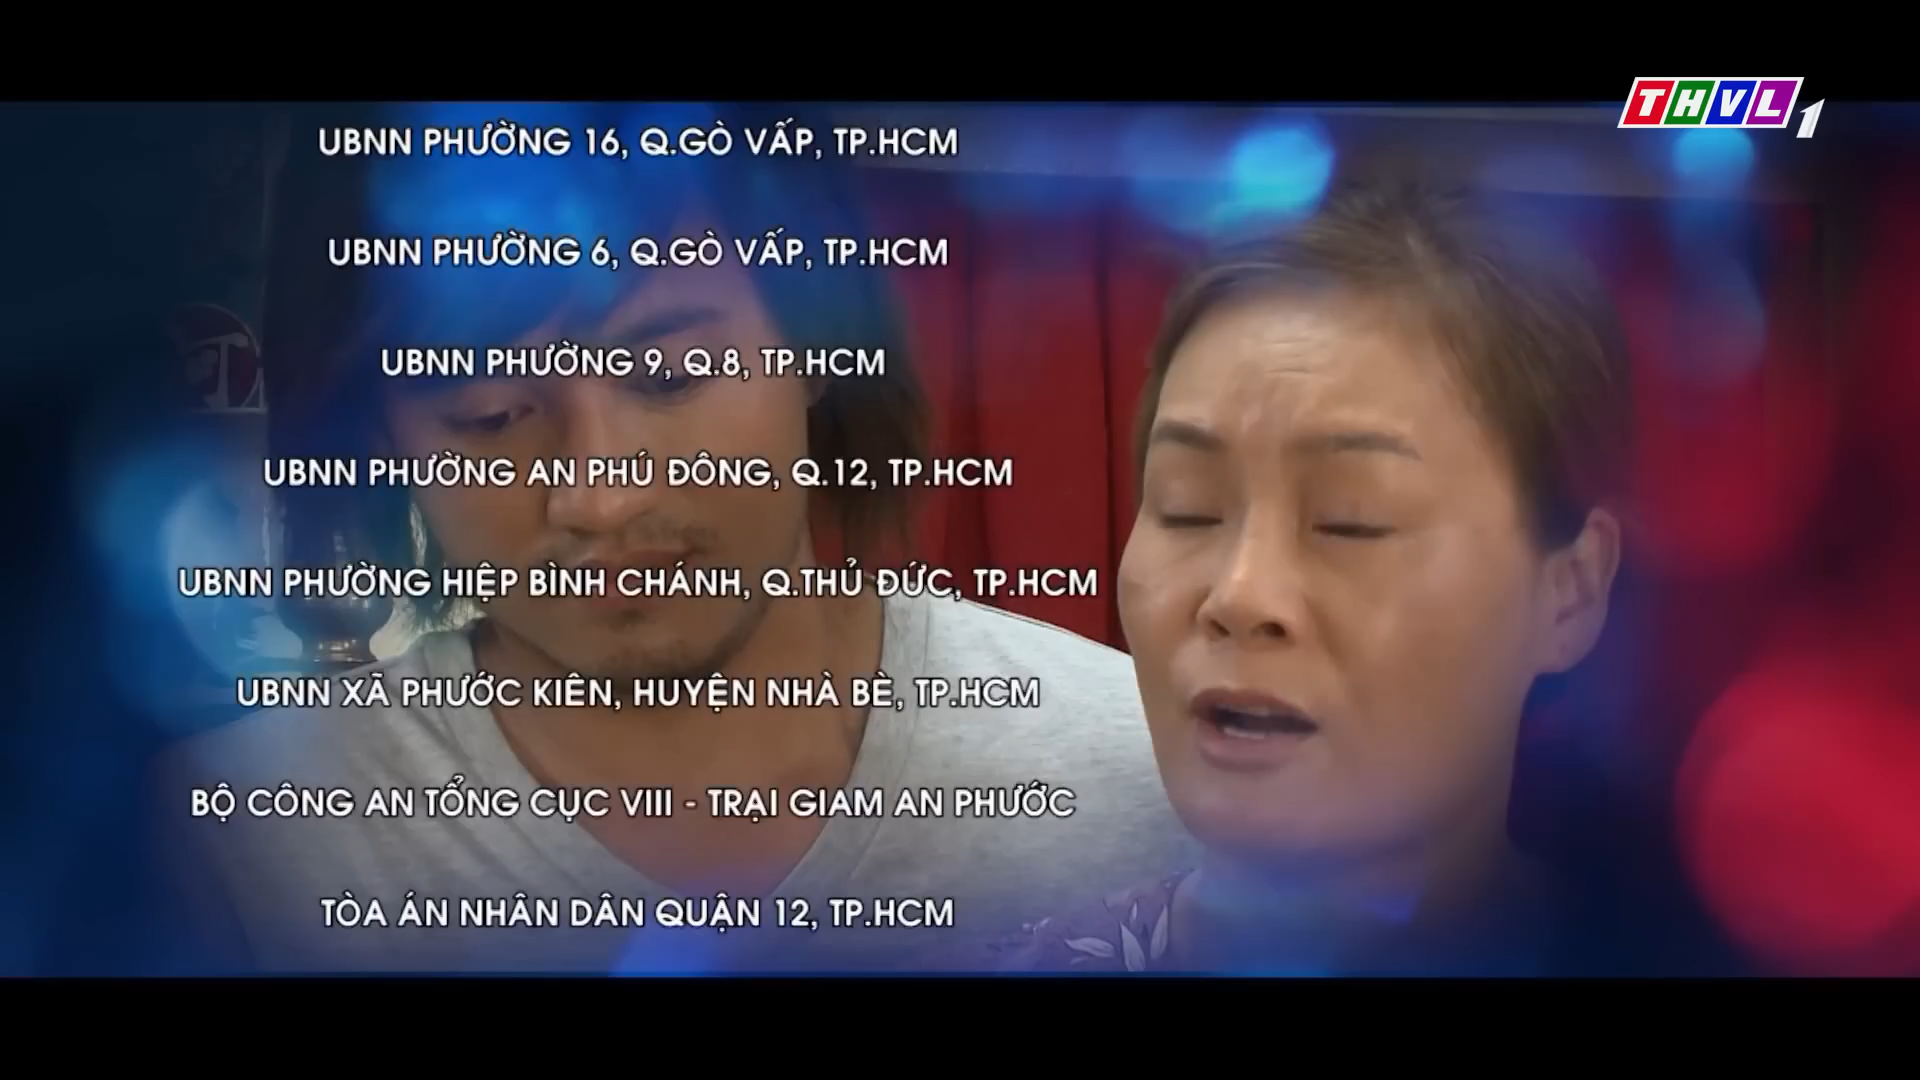 THVL1
UBNN PHƯỜNG 16, Q.GÒ VẤP, TP.HCM
UBNN PHƯỜNG 6, Q.GÒ VẤP, TP.HCM
UBNN PHƯỜNG 9, Q.8, TP.HCM
UBNN PHƯỜNG AN PHÚ ĐÔNG, Q.12, TP.HCM
UBNN PHƯỜNG HIỆP BÌNH CHÁNH, Q.THỦ ĐỨC, TP.HCM
UBNN XÃ PHƯỚC KIÊN, HUYỆN NHÀ BÈ, TP.HCM
BỘ CÔNG AN TỔNG CỤC VIII - TRẠI GIAM AN PHƯỚC
TÒA ÁN NHÂN DÂN QUẬN 12, TP.HCM